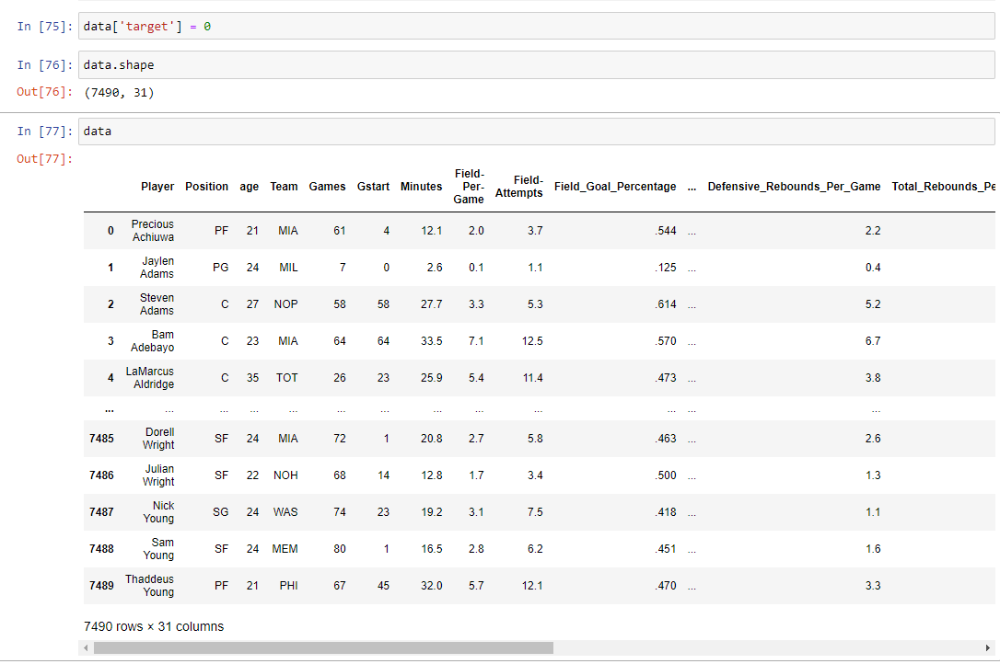 In [75]: data['target'] = 0
In [76]: data.shape
Out[76]: (7490, 31)
In [77]: data
Out[77]:
Player Position age Team Games Gstart Minutes Field-Per-Game Field-Attempts Field_Goal_Percentage ... Defensive_Rebounds_Per_Game Total_Rebounds_Pe
0 Precious Achiuwa PF 21 MIA 61 4 12.1 2.0 3.7 .544 ... 2.2
1 Jaylen Adams PG 24 MIL 7 0 2.6 0.1 1.1 .125 ... 0.4
2 Steven Adams C 27 NOP 58 58 27.7 3.3 5.3 .614 ... 5.2
3 Bam Adebayo C 23 MIA 64 64 33.5 7.1 12.5 .570 ... 6.7
4 LaMarcus Aldridge C 35 TOT 26 23 25.9 5.4 11.4 .473 ... 3.8
... ... ... ... ... ... ... ... ... ... ... ... ...
7485 Dorell Wright SF 24 MIA 72 1 20.8 2.7 5.8 .463 ... 2.6
7486 Julian Wright SF 22 NOH 68 14 12.8 1.7 3.4 .500 ... 1.3
7487 Nick Young SG 24 WAS 74 23 19.2 3.1 7.5 .418 ... 1.1
7488 Sam Young SF 24 MEM 80 1 16.5 2.8 6.2 .451 ... 1.6
7489 Thaddeus Young PF 21 PHI 67 45 32.0 5.7 12.1 .470 ... 3.3
7490 rows × 31 columns